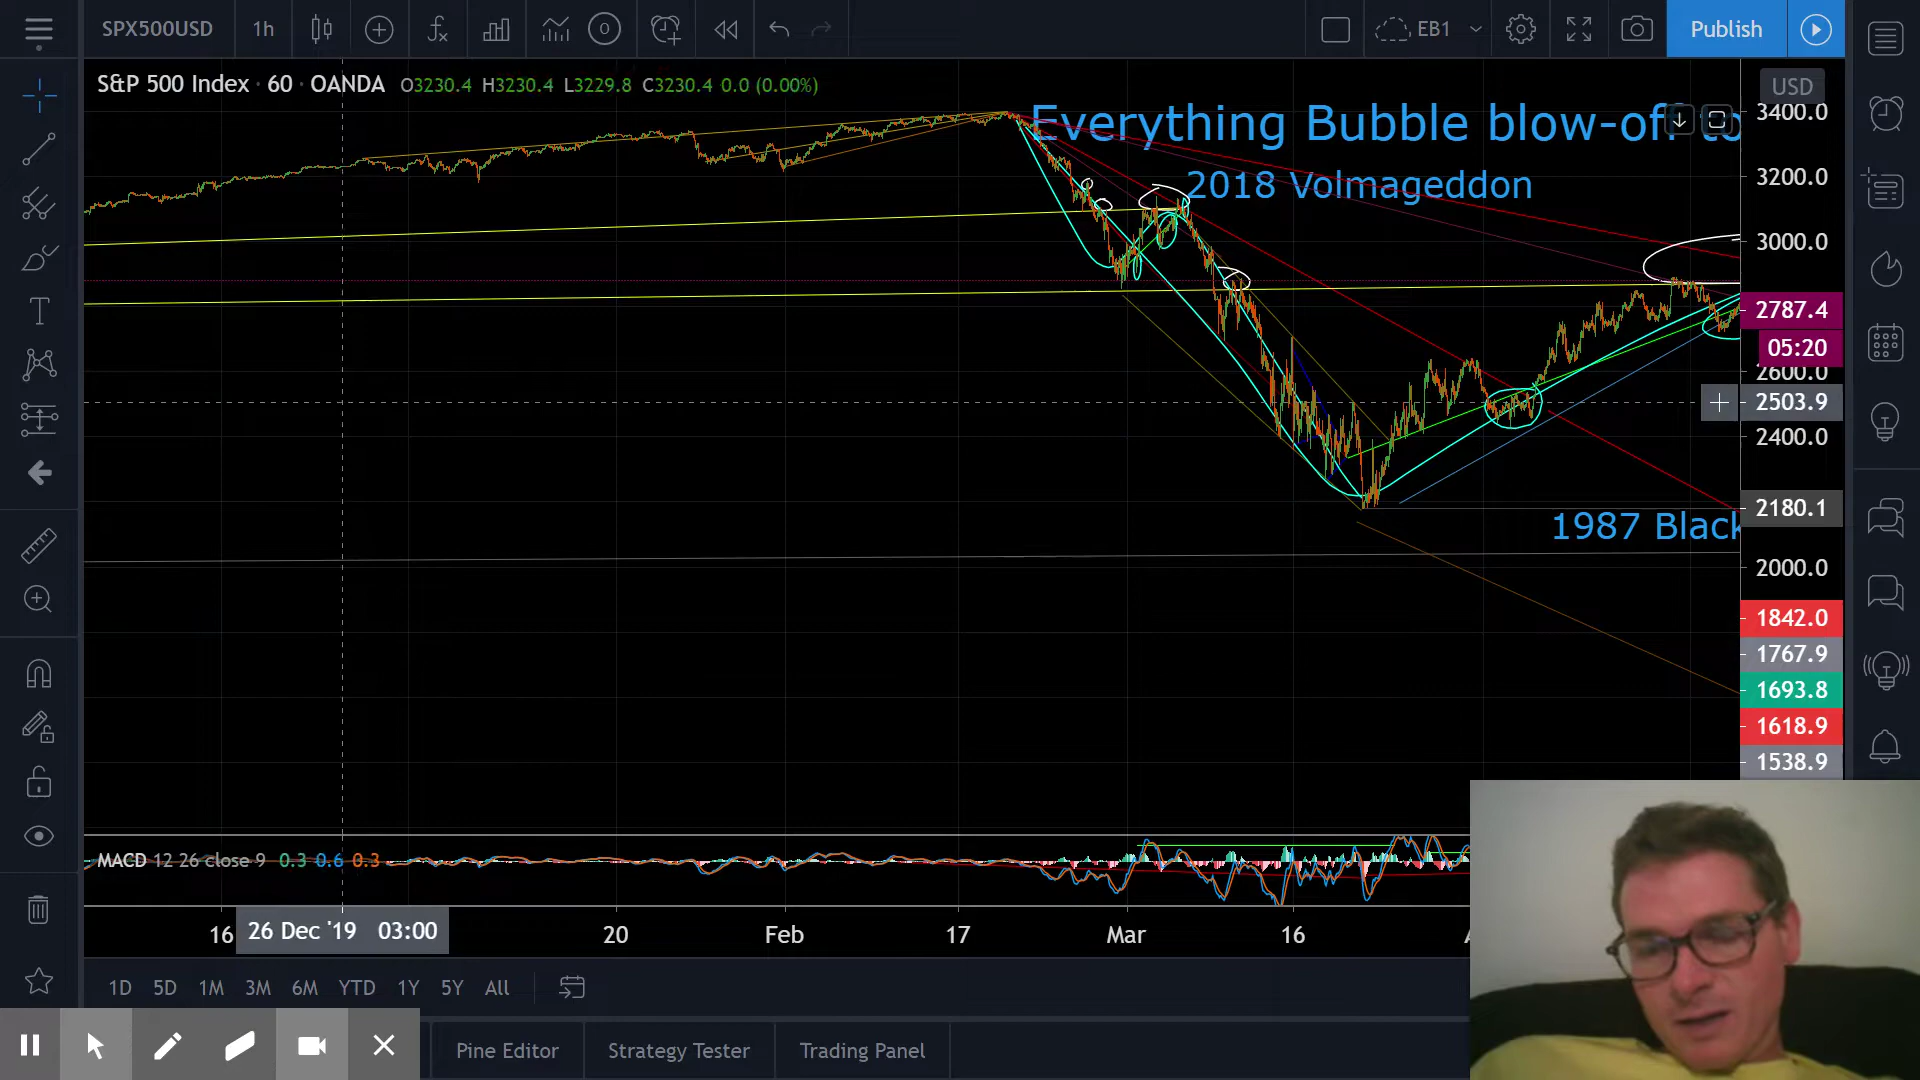 SPX500USD 1h EB1 Publish
S&P 500 Index · 60 · OANDA O3230.4 H3230.4 L3229.8 C3230.4 0.0 (0.00%)
USD
3400.0
Everything Bubble blow-off to
3200.0
2018 Volmageddon
3000.0
2787.4
05:20
2600.0
2503.9
2400.0
2180.1
1987 Black
2000.0
1842.0
1767.9
1693.8
1618.9
1538.9
MACD 12 26 close 9 0.3 0.6 0.3
16 26 Dec '19 03:00 20 Feb 17 Mar 16
1D 5D 1M 3M 6M YTD 1Y 5Y All
Pine Editor Strategy Tester Trading Panel